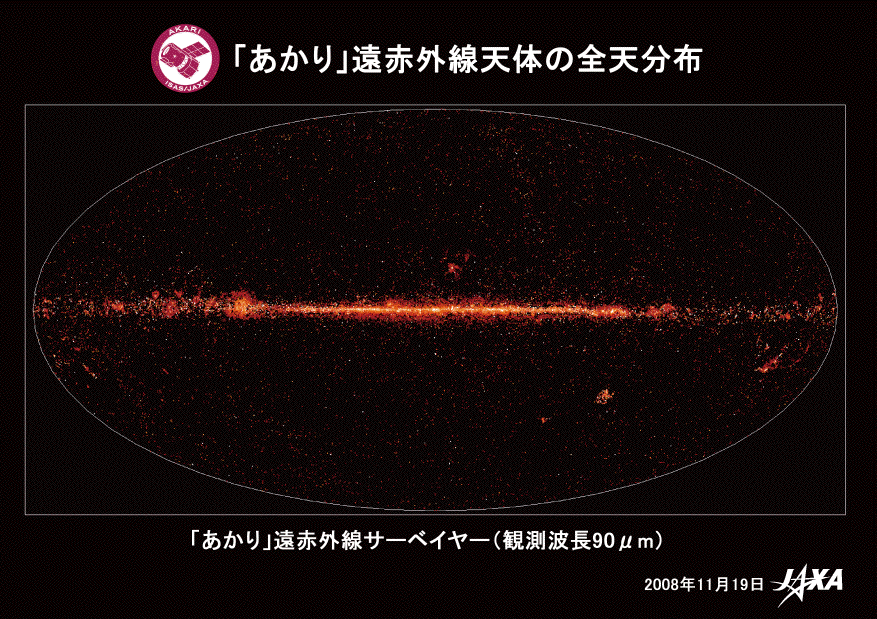 AKARI
ISAS/JAXA
「あかり」遠赤外線天体の全天分布
「あかり」遠赤外線サーベイヤー(観測波長90μm)
2008年11月19日
JAXA